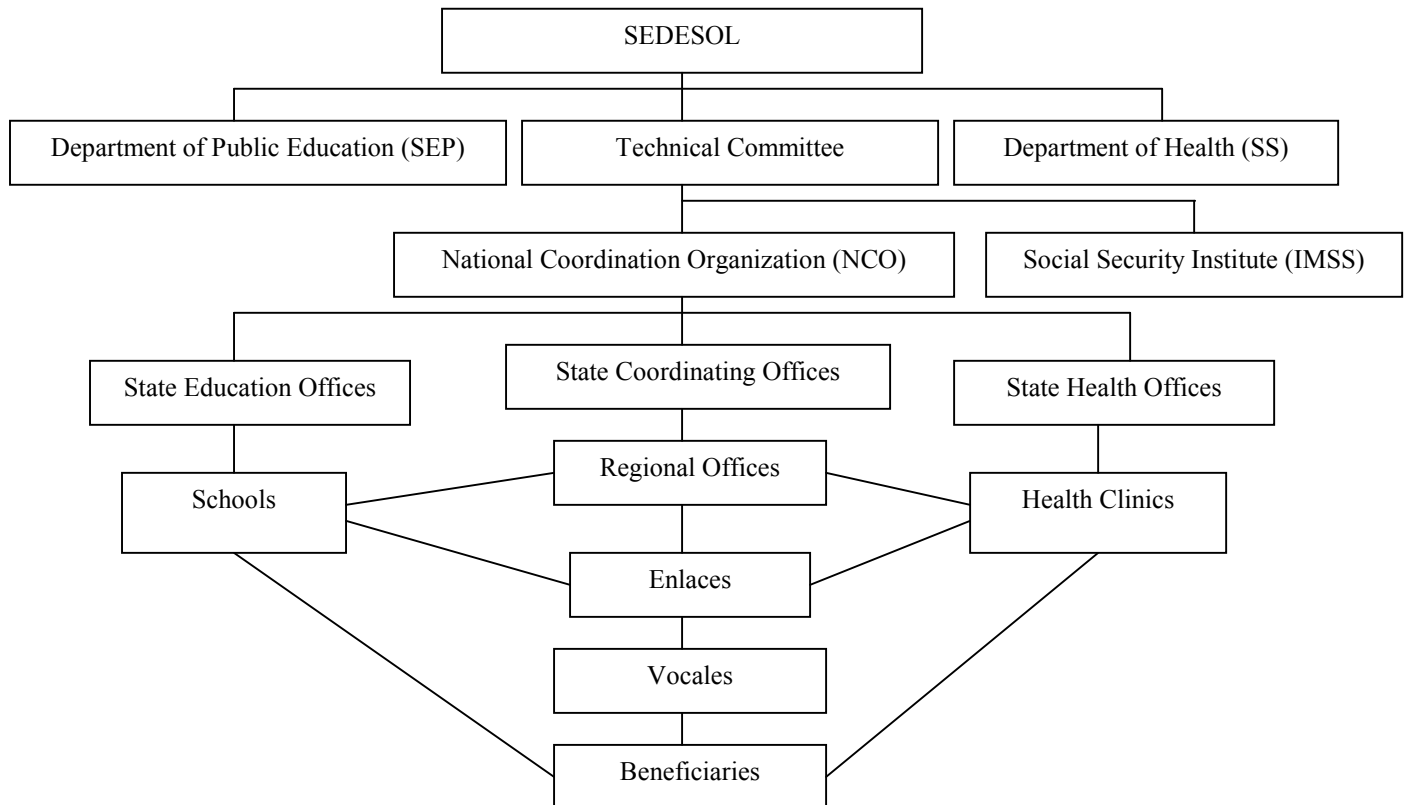 SEDESOL
Department of Public Education (SEP)
Technical Committee
Department of Health (SS)
National Coordination Organization (NCO)
Social Security Institute (IMSS)
State Education Offices
State Coordinating Offices
State Health Offices
Schools
Regional Offices
Health Clinics
Enlaces
Vocales
Beneficiaries